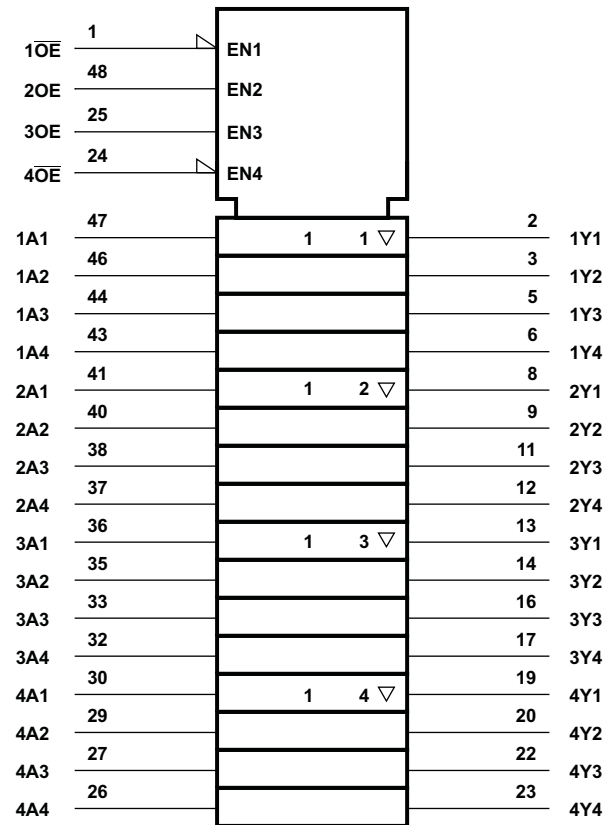 1 1O̅E̅ EN1
48 2OE EN2
25 3OE EN3
24 4O̅E̅ EN4
47 1A1 1 1 ▽ 2 1Y1
46 1A2 3 1Y2
44 1A3 5 1Y3
43 1A4 6 1Y4
41 2A1 1 2 ▽ 8 2Y1
40 2A2 9 2Y2
38 2A3 11 2Y3
37 2A4 12 2Y4
36 3A1 1 3 ▽ 13 3Y1
35 3A2 14 3Y2
33 3A3 16 3Y3
32 3A4 17 3Y4
30 4A1 1 4 ▽ 19 4Y1
29 4A2 20 4Y2
27 4A3 22 4Y3
26 4A4 23 4Y4